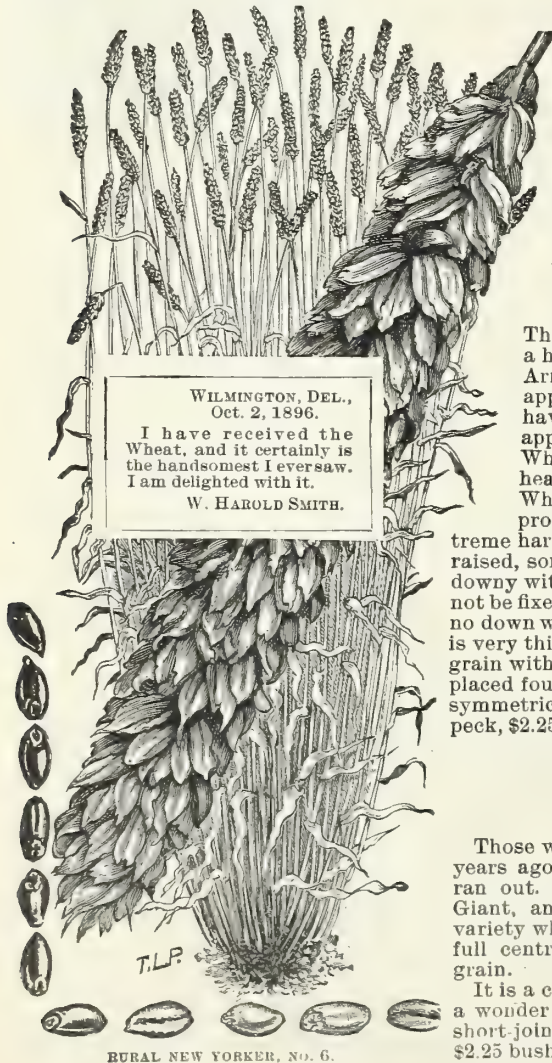 WILMINGTON, DEL.,
Oct. 2, 1896.
I have received the
Wheat, and it certainly is
the handsomest I ever saw.
I am delighted with it.
W. HAROLD SMITH.
T.L.P.
RURAL NEW YORKER, NO. 6.
Th
a h
Arn
app
hav
app
Wh
hea
Wh
pro
treme har
raised, son
downy wit
not be fixe
no down w
is very thi
grain with
placed fou
symmetric
peck, $2.25
Those w
years ago
ran out.
Giant, an
variety wh
full centr
grain.
It is a c
a wonder
short-join
$2.25 bush